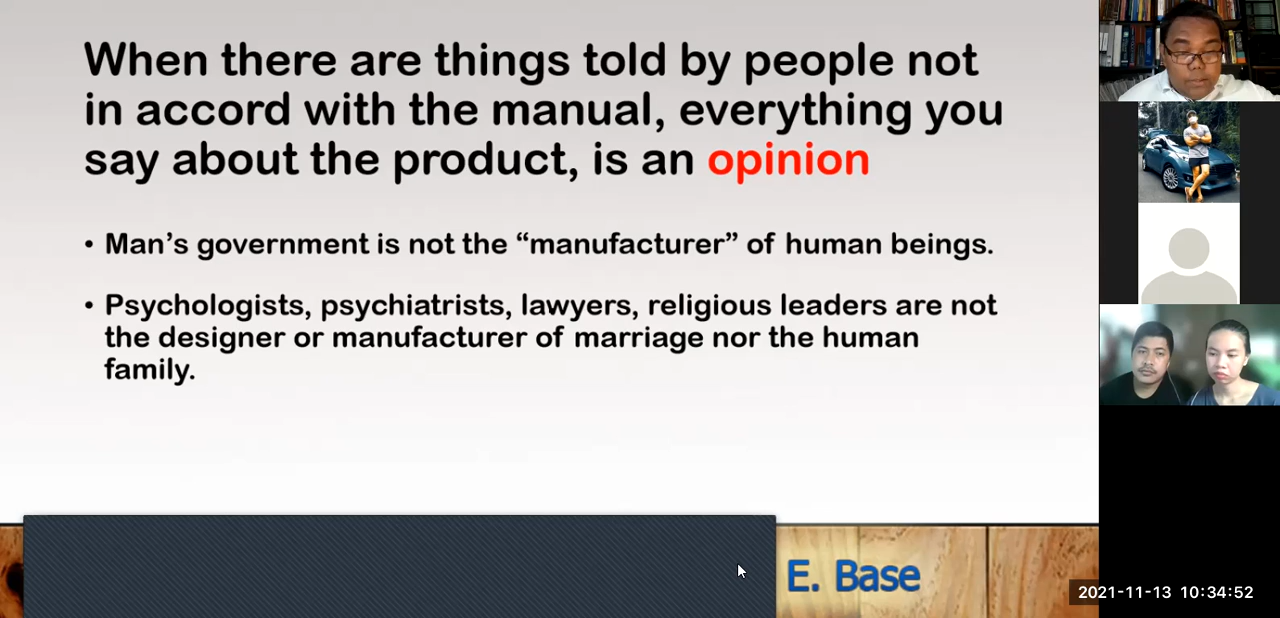 When there are things told by people not
in accord with the manual, everything you
say about the product, is an opinion
• Man’s government is not the “manufacturer” of human beings.
• Psychologists, psychiatrists, lawyers, religious leaders are not
the designer or manufacturer of marriage nor the human
family.
E. Base
2021-11-13 10:34:52